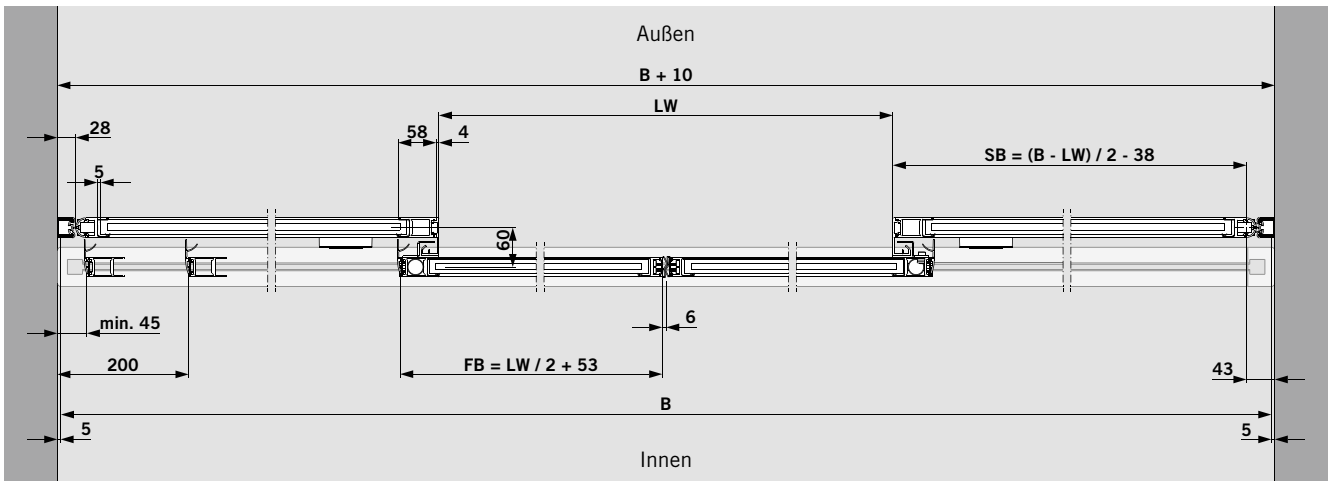 Außen
B + 10
LW
28
58
4
SB = (B - LW) / 2 - 38
5
60
min. 45
6
200
FB = LW / 2 + 53
43
B
5
5
Innen